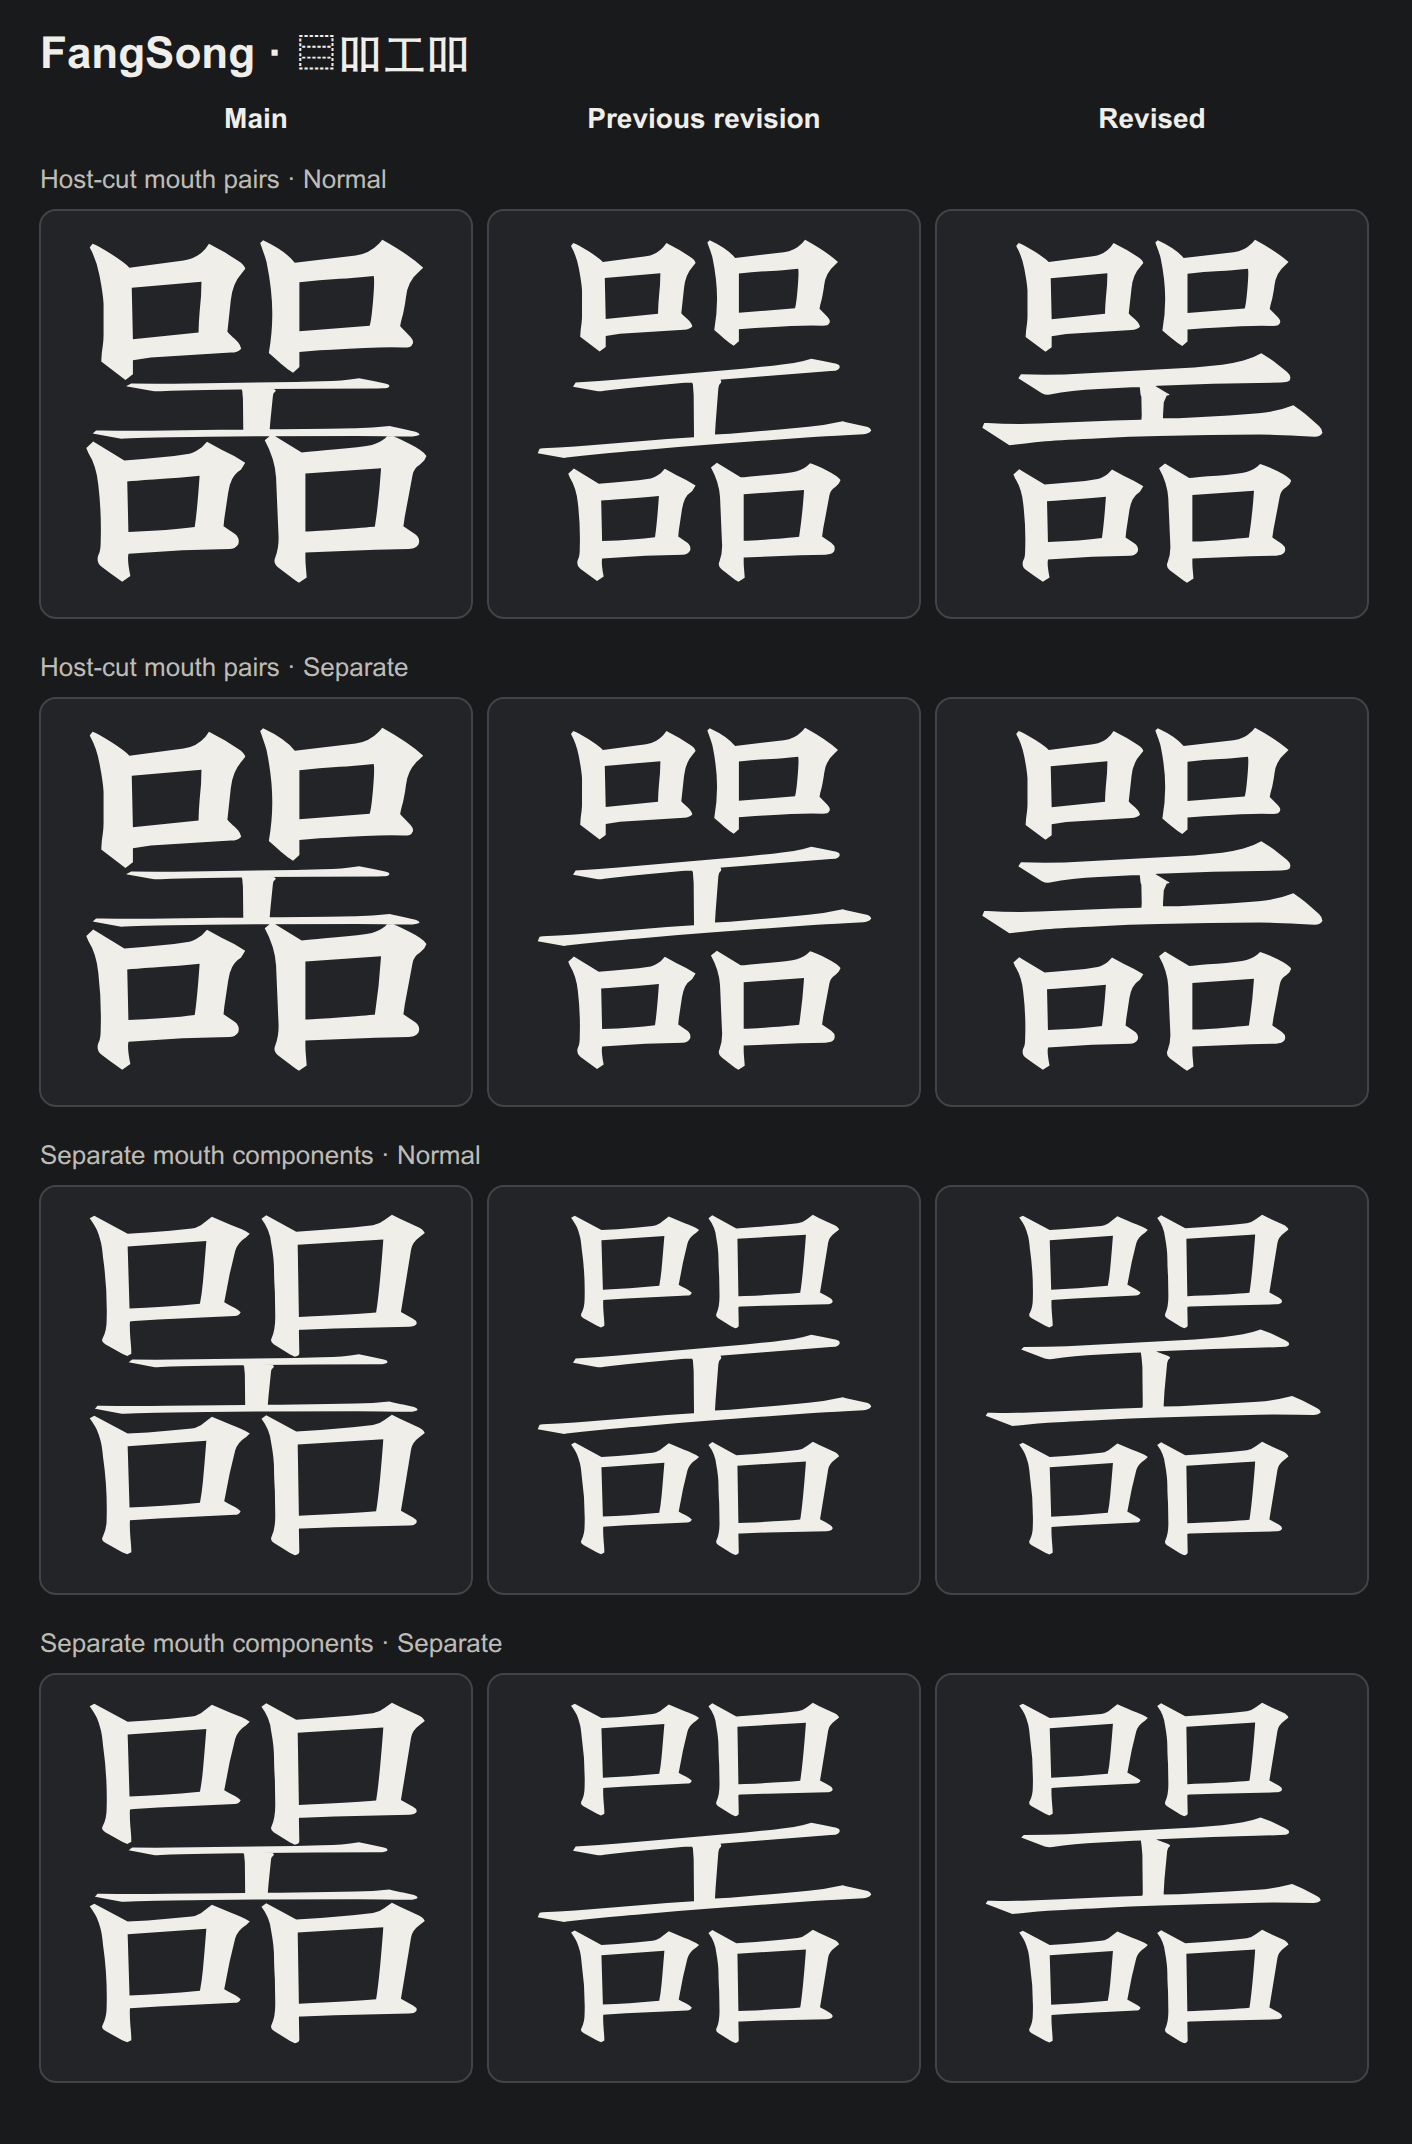 FangSong · ⿳吅工吅
Main Previous revision Revised
Host-cut mouth pairs · Normal
Host-cut mouth pairs · Separate
Separate mouth components · Normal
Separate mouth components · Separate